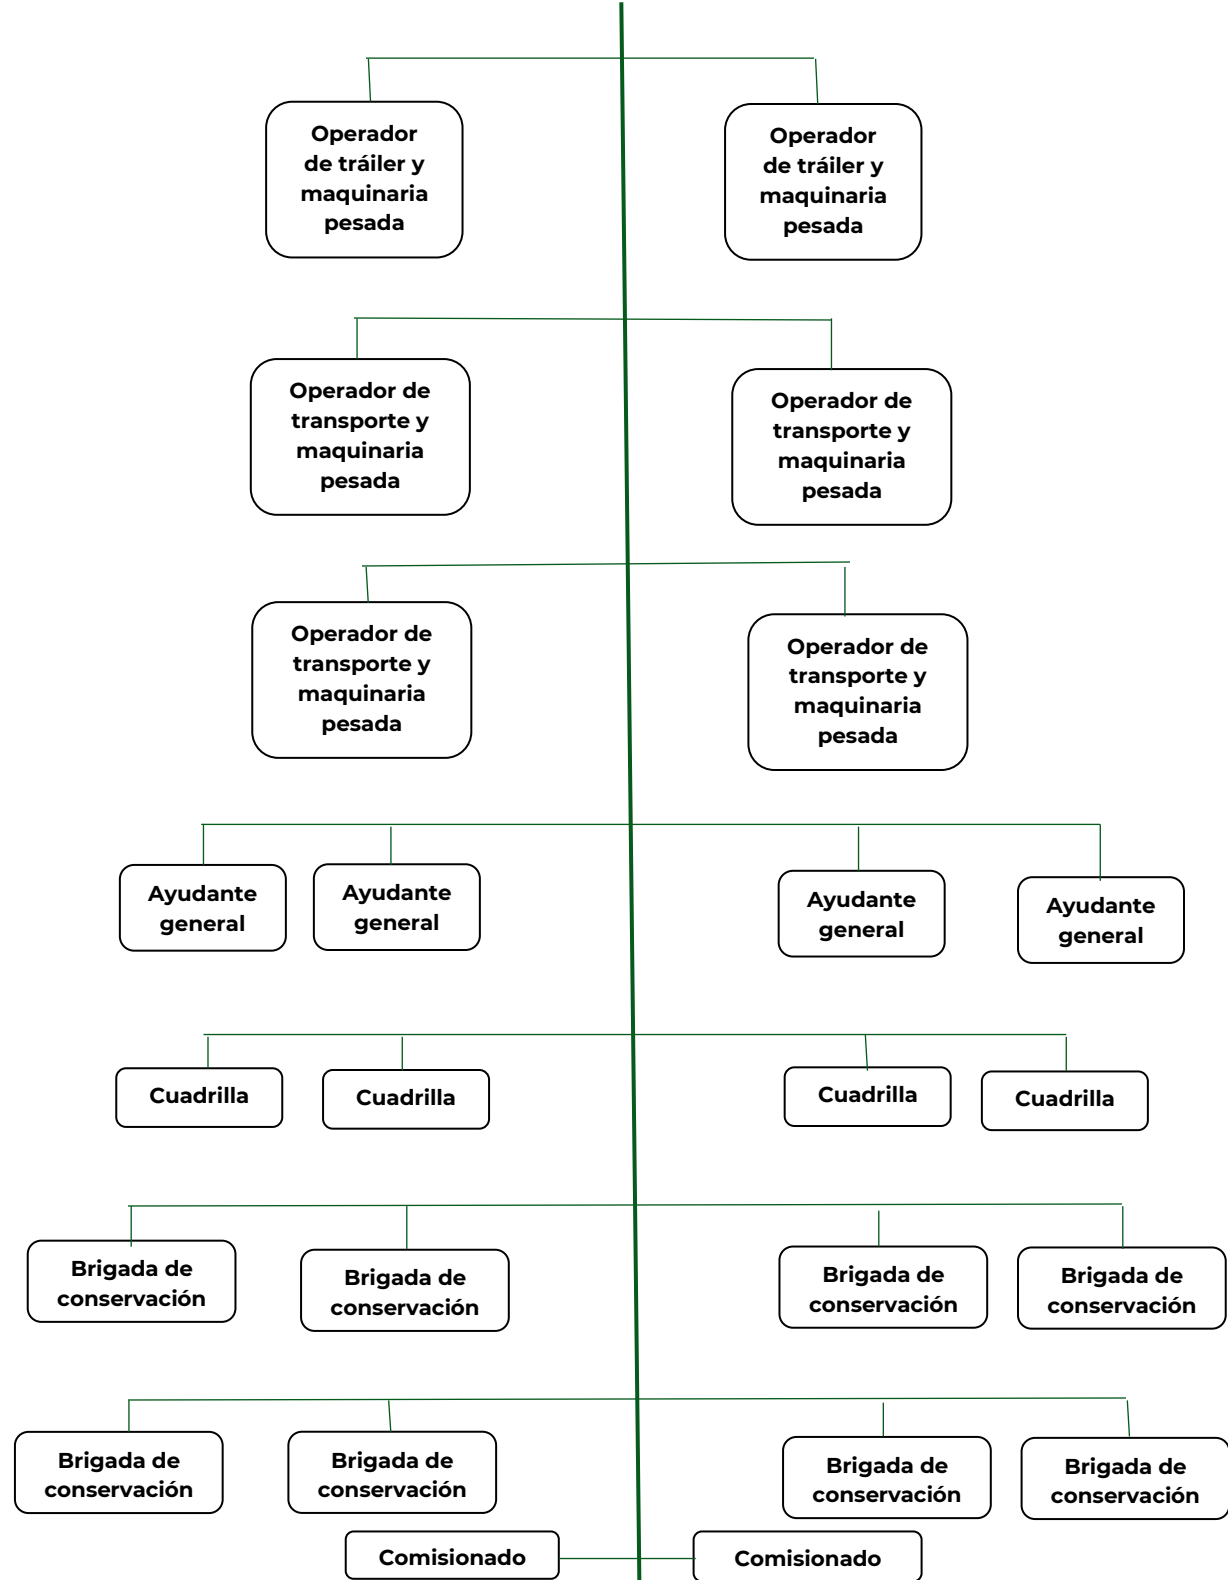 Operador
de tráiler y
maquinaria
pesada
Operador
de tráiler y
maquinaria
pesada
Operador de
transporte y
maquinaria
pesada
Operador de
transporte y
maquinaria
pesada
Operador de
transporte y
maquinaria
pesada
Operador de
transporte y
maquinaria
pesada
Ayudante
general
Ayudante
general
Ayudante
general
Ayudante
general
Cuadrilla
Cuadrilla
Cuadrilla
Cuadrilla
Brigada de
conservación
Brigada de
conservación
Brigada de
conservación
Brigada de
conservación
Brigada de
conservación
Brigada de
conservación
Brigada de
conservación
Brigada de
conservación
Comisionado
Comisionado